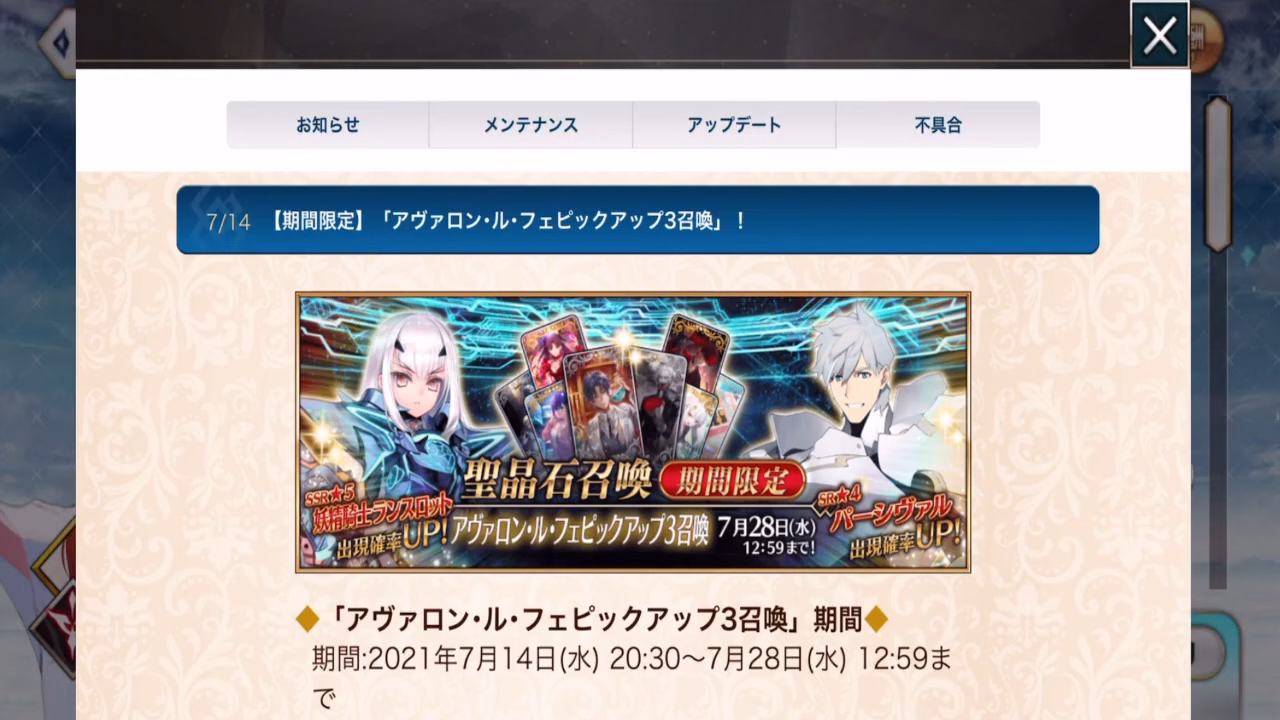 お知らせ
メンテナンス
アップデート
不具合
7/14 【期間限定】「アヴァロン・ル・フェピックアップ3召喚」！
聖晶石召喚 期間限定
SSR★5
妖精騎士ランスロット
出現確率UP!
アヴァロン・ル・フェピックアップ3召喚
7月28日(水)
12:59まで!
SR★4
パーシヴァル
出現確率UP!
◆「アヴァロン・ル・フェピックアップ3召喚」期間◆
期間:2021年7月14日(水) 20:30～7月28日(水) 12:59ま
で